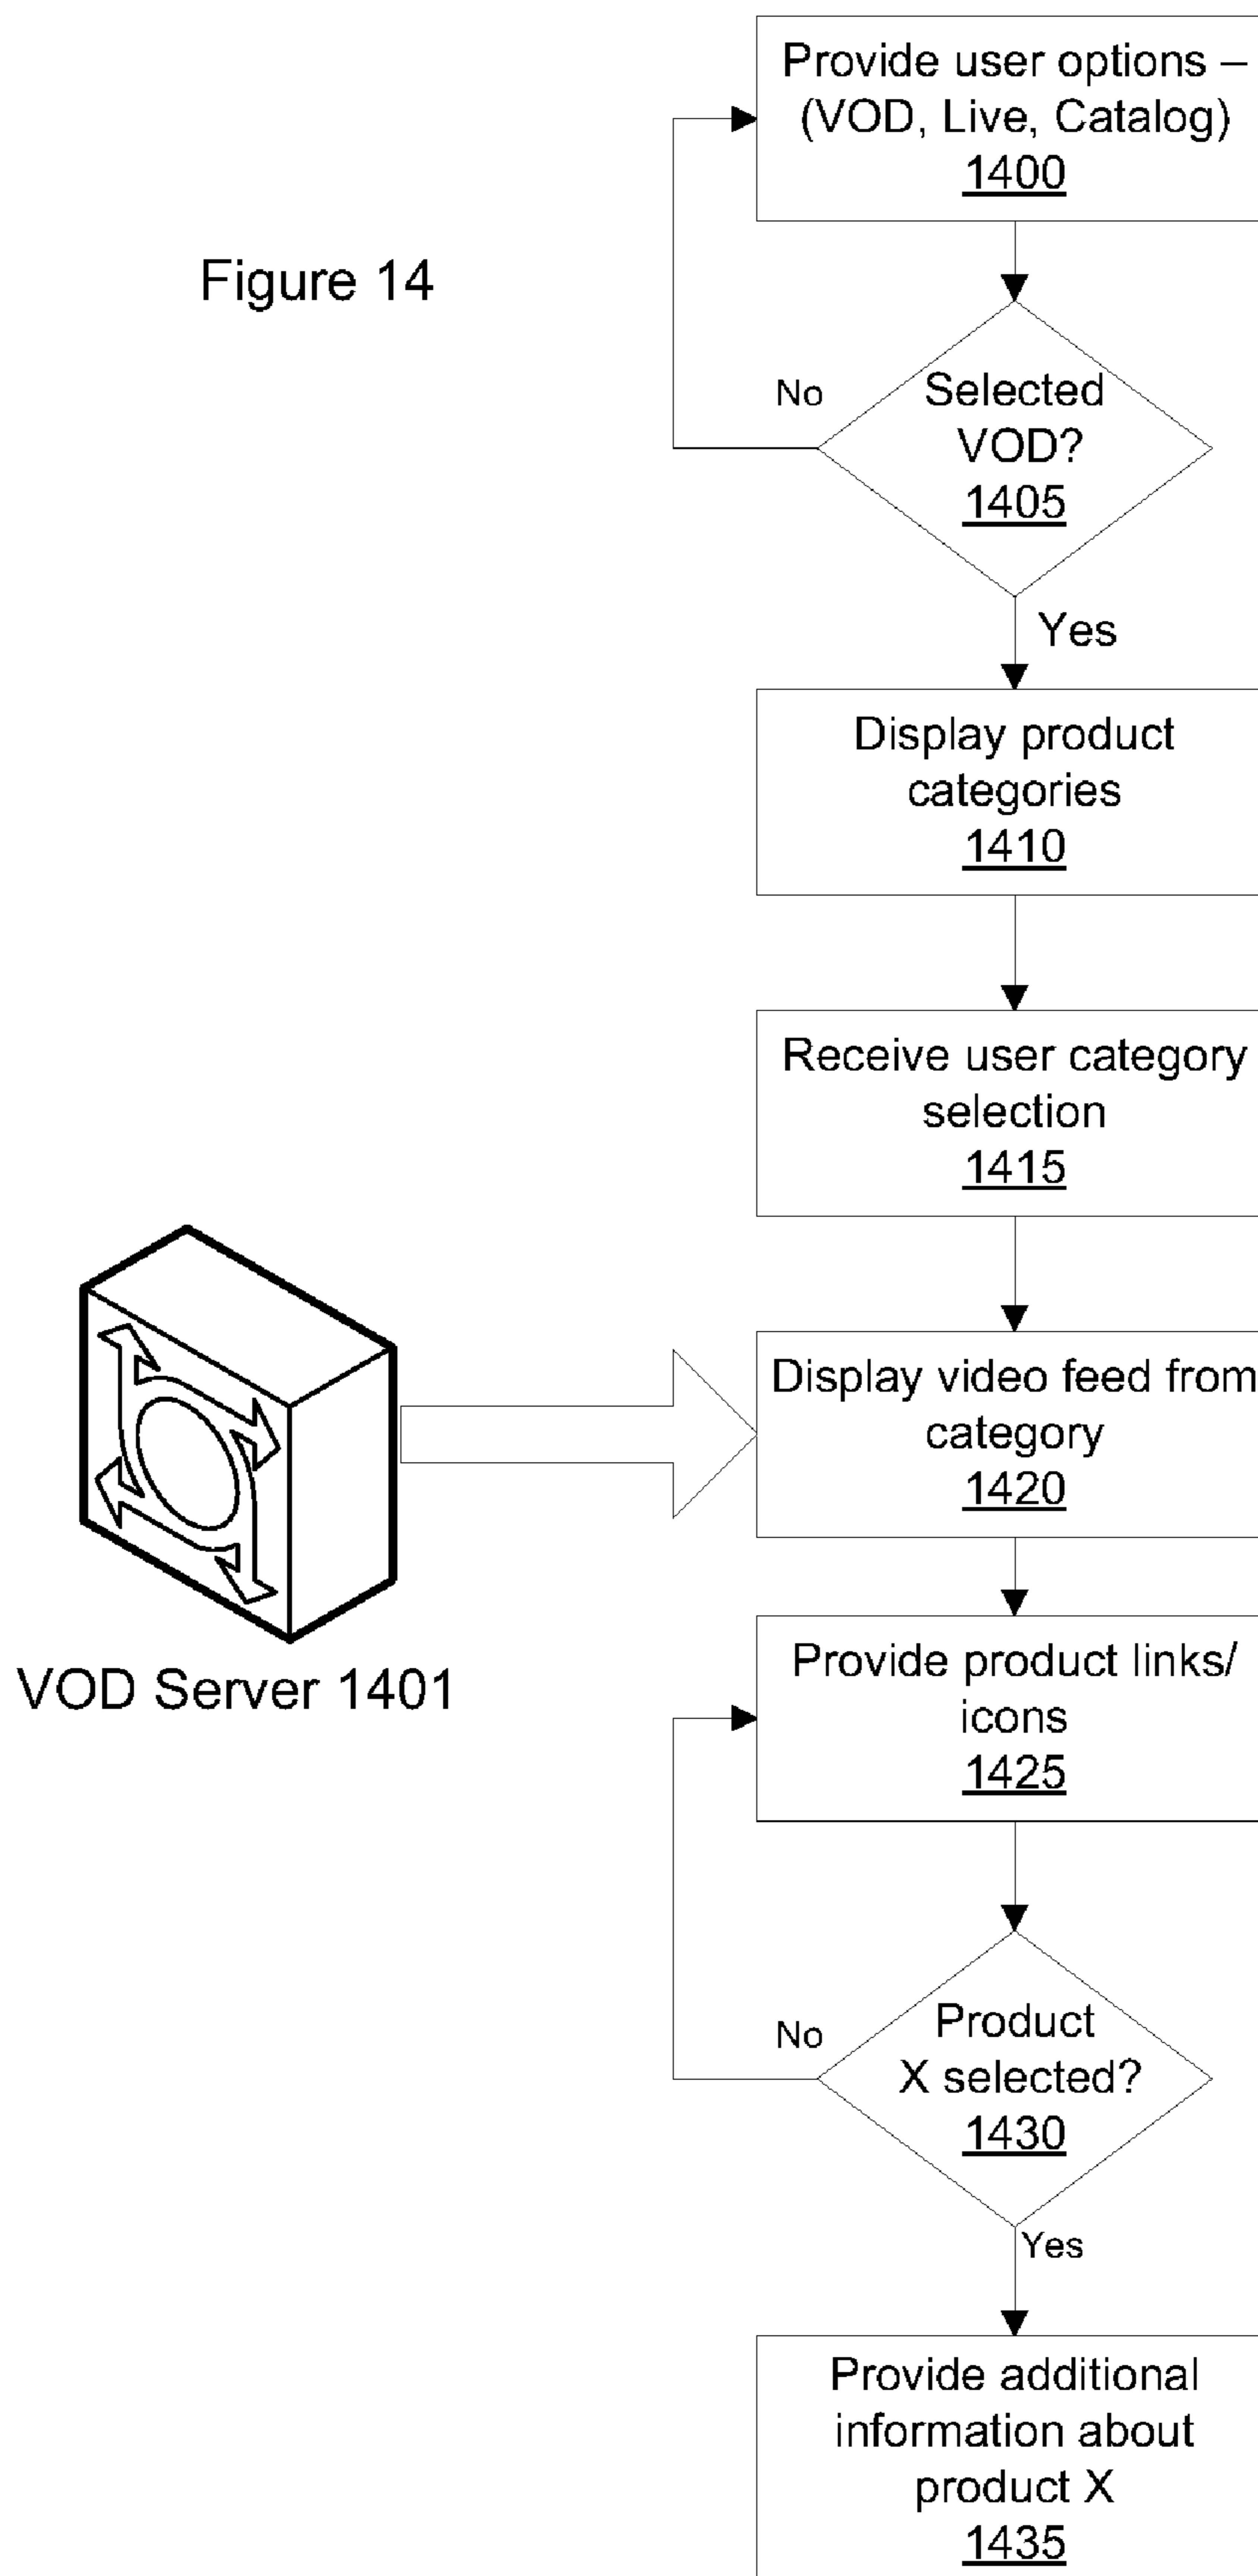 Provide user options –
(VOD, Live, Catalog)
1400
Figure 14
No
Selected
VOD?
1405
Yes
Display product
categories
1410
Receive user category
selection
1415
Display video feed from
category
1420
VOD Server 1401
Provide product links/
icons
1425
No
Product
X selected?
1430
Yes
Provide additional
information about
product X
1435